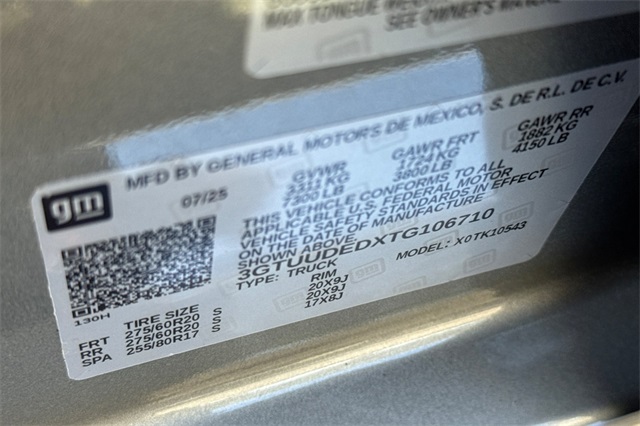 MAX TONGUE WEIGHT
SEE OWNER'S MANUAL
gm
MFD BY GENERAL MOTORS DE MEXICO, S. DE R.L. DE C.V.
07/25
GVWR GAWR FRT GAWR RR
3311 KG 1724 KG 1882 KG
7300 LB 3800 LB 4150 LB
THIS VEHICLE CONFORMS TO ALL
APPLICABLE U.S. FEDERAL MOTOR
VEHICLE SAFETY STANDARDS IN EFFECT
ON THE DATE OF MANUFACTURE
SHOWN ABOVE
3GTUUDEDXTG106710
TYPE: TRUCK MODEL: X0TK10543
130H
TIRE SIZE RIM
FRT 275/60R20 S 20X9J
RR 275/60R20 S 20X9J
SPA 255/80R17 S 17X8J